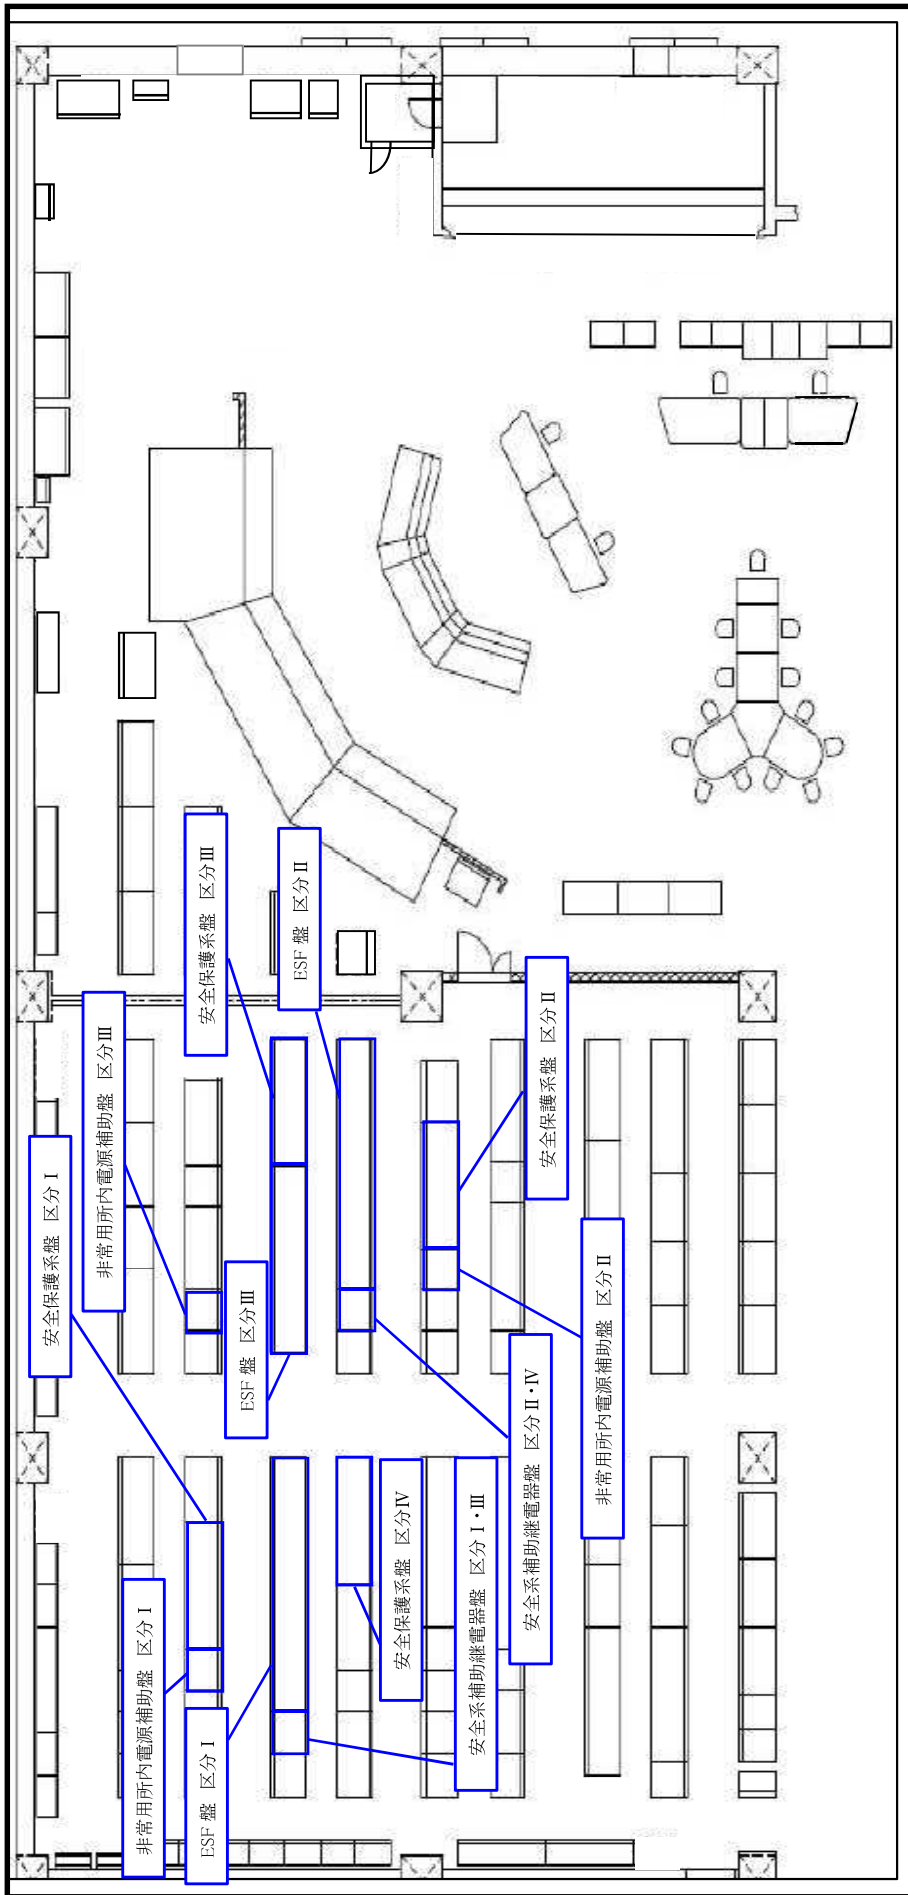 安全保護系盤 区分Ⅲ
ESF 盤 区分Ⅱ
安全保護系盤 区分Ⅱ
非常用所内電源補助盤 区分Ⅲ
安全保護系盤 区分Ⅰ
ESF 盤 区分Ⅲ
非常用所内電源補助盤 区分Ⅱ
安全系補助継電器盤 区分Ⅱ・Ⅳ
安全保護系盤 区分Ⅳ
安全系補助継電器盤 区分Ⅰ・Ⅲ
非常用所内電源補助盤 区分Ⅰ
ESF 盤 区分Ⅰ